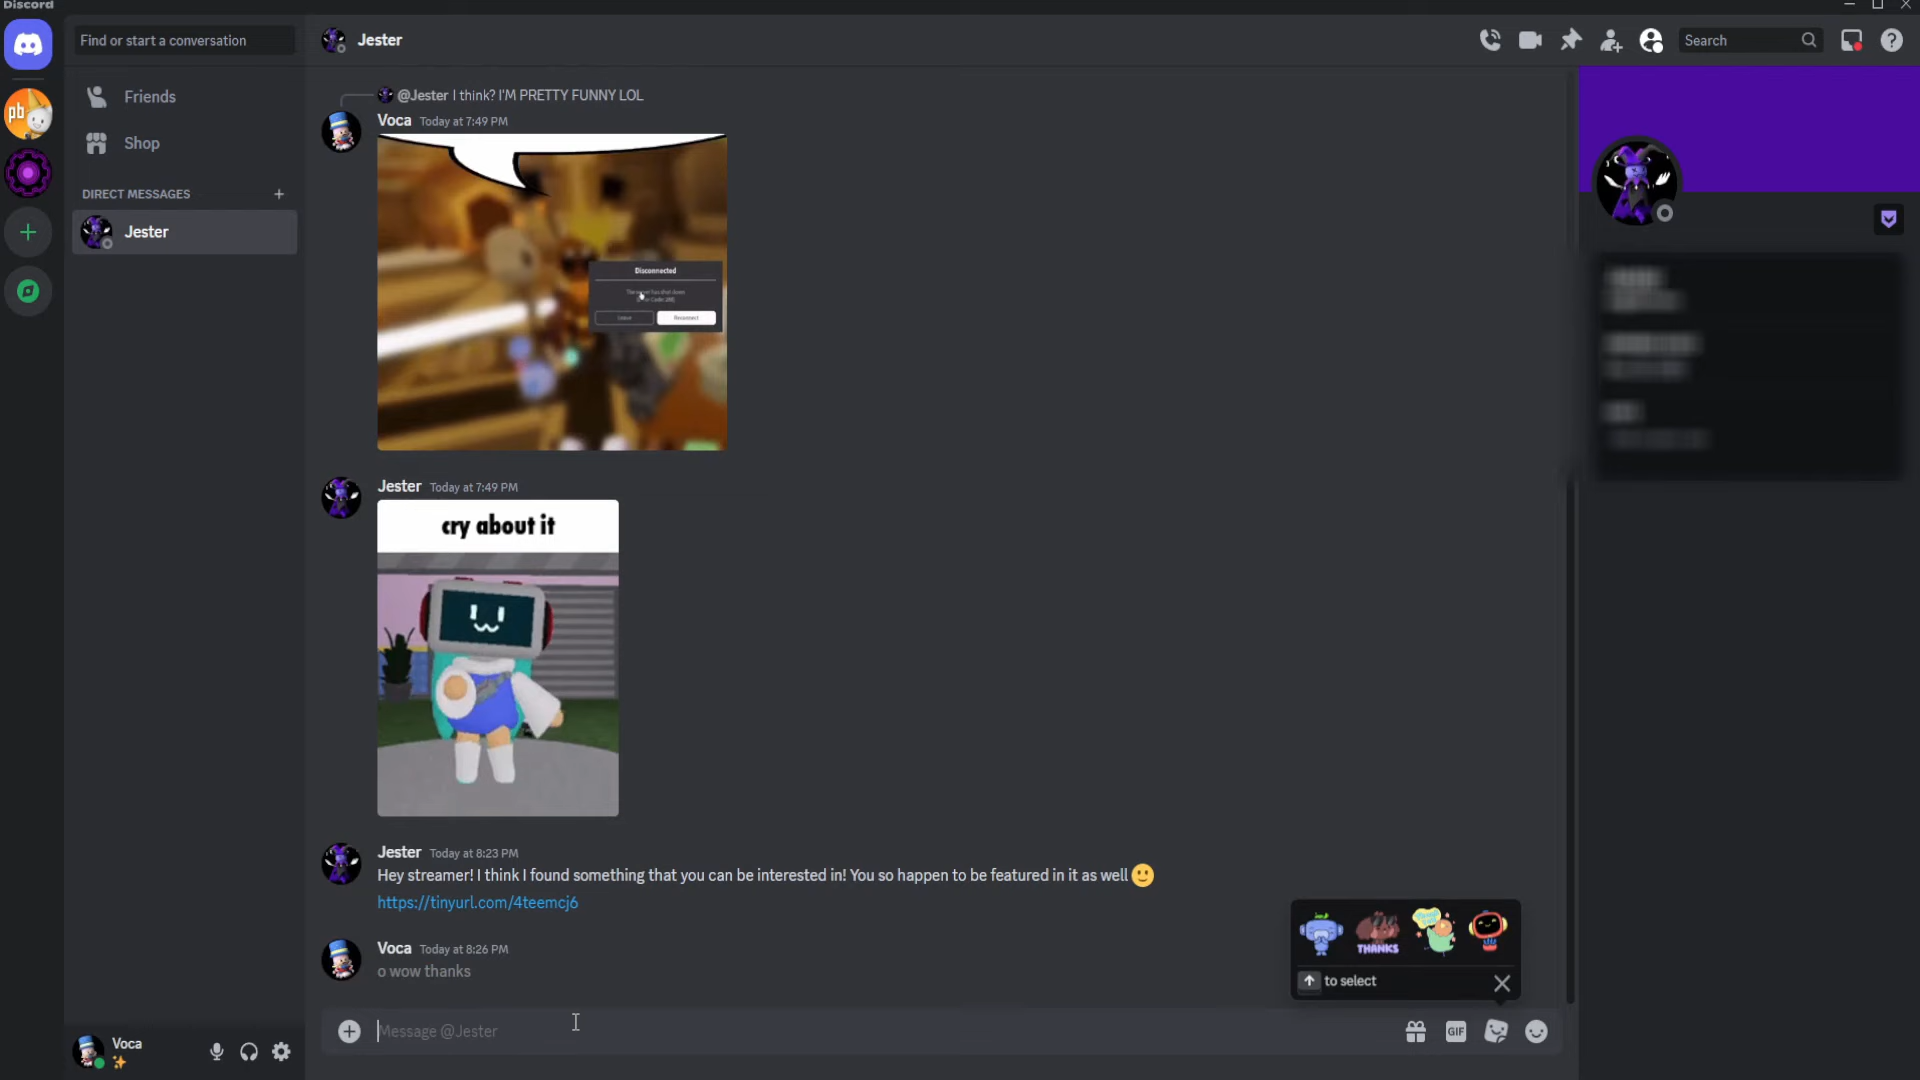 Discord
Find or start a conversation
Jester
Search
pb
Friends
Shop
DIRECT MESSAGES
Jester
@Jester I think? I'M PRETTY FUNNY LOL
Voca Today at 7:49 PM
Disconnected
Leave
Reconnect
Jester Today at 7:49 PM
cry about it
Jester Today at 8:23 PM
Hey streamer! I think I found something that you can be interested in! You so happen to be featured in it as well
https://tinyurl.com/4teemcj6
Voca Today at 8:26 PM
o wow thanks
THANKS
to select
Message @Jester
GIF
Voca